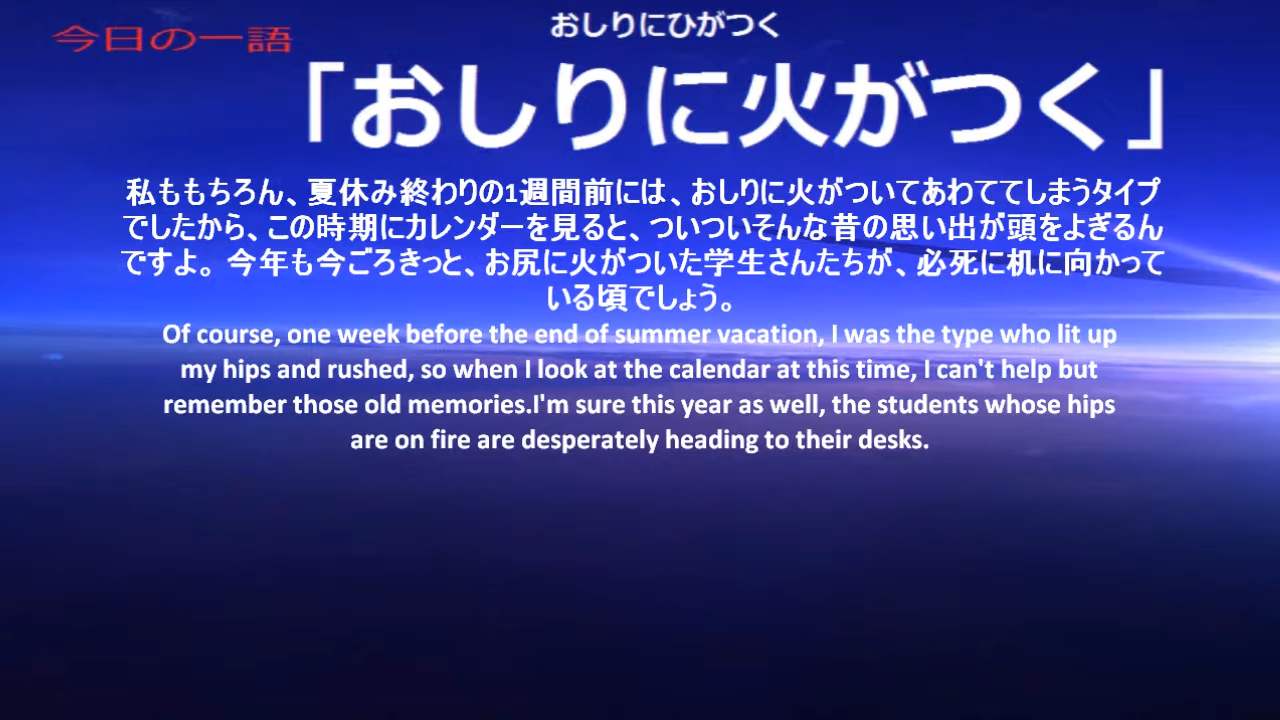 今日の一語
おしりにひがつく
「おしりに火がつく」
私ももちろん、夏休み終わりの1週間前には、おしりに火がついてあわててしまうタイプ
でしたから、この時期にカレンダーを見ると、ついついそんな昔の思い出が頭をよぎるん
ですよ。今年も今ごろきっと、お尻に火がついた学生さんたちが、必死に机に向かって
いる頃でしょう。
Of course, one week before the end of summer vacation, I was the type who lit up
my hips and rushed, so when I look at the calendar at this time, I can't help but
remember those old memories.I'm sure this year as well, the students whose hips
are on fire are desperately heading to their desks.